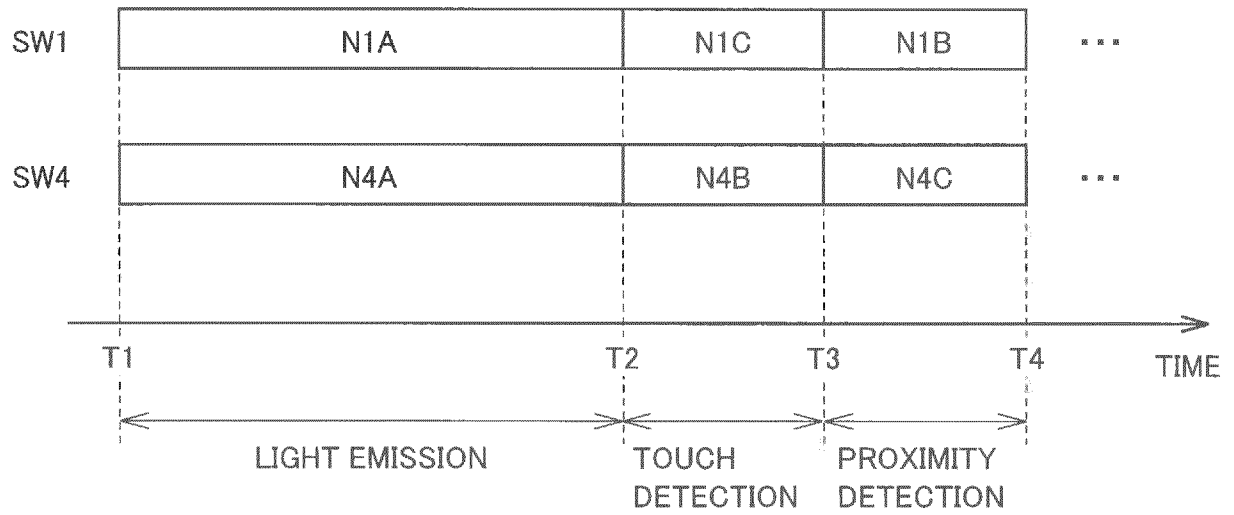 SW1 N1A N1C N1B ...
SW4 N4A N4B N4C ...
T1 T2 T3 T4 TIME
LIGHT EMISSION TOUCH DETECTION PROXIMITY DETECTION